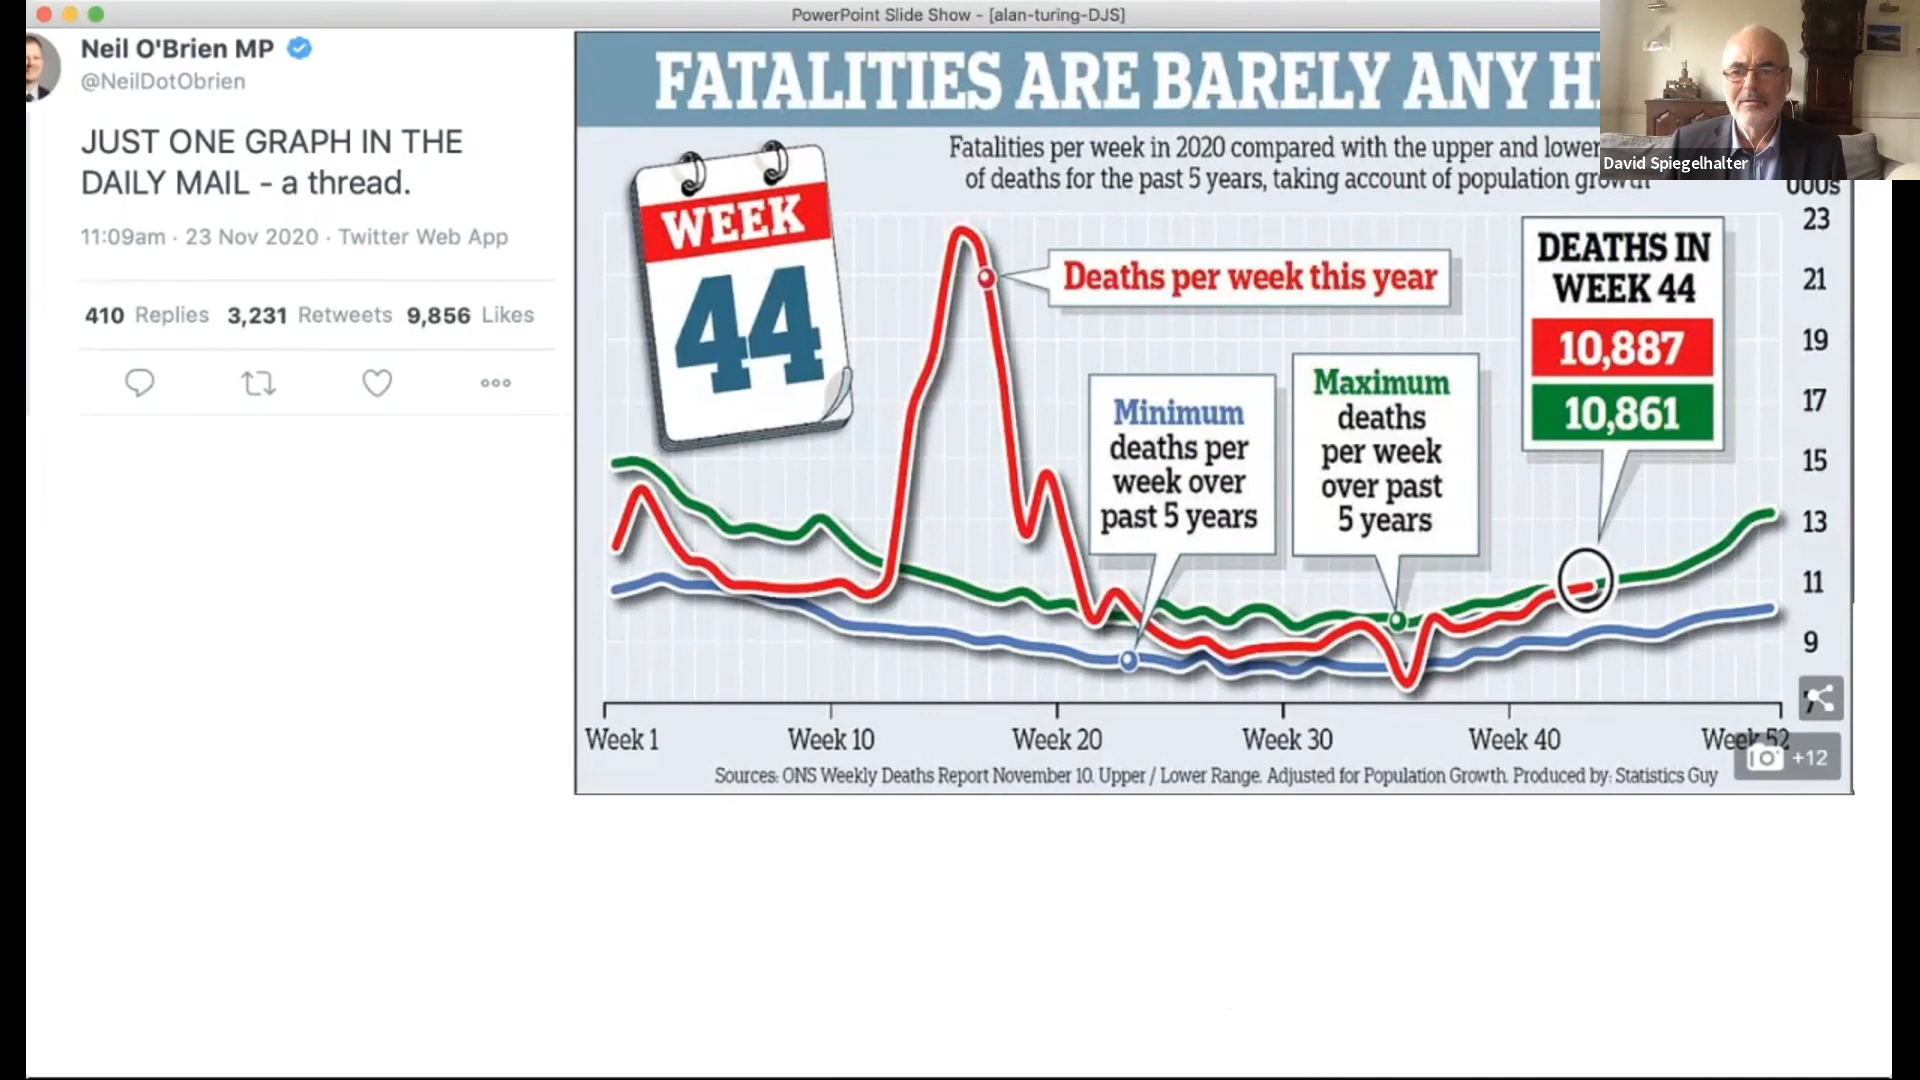 PowerPoint Slide Show - [alan-turing-DJS]
Neil O'Brien MP
@NeilDotObrien
JUST ONE GRAPH IN THE
DAILY MAIL - a thread.
11:09am · 23 Nov 2020 · Twitter Web App
410 Replies 3,231 Retweets 9,856 Likes
FATALITIES ARE BARELY ANY
Fatalities per week in 2020 compared with the upper and lower
of deaths for the past 5 years, taking account of population growth
David Spiegelhalter
WEEK
44
Deaths per week this year
Minimum
deaths per
week over
past 5 years
Maximum
deaths
per week
over past
5 years
DEATHS IN
WEEK 44
10,887
10,861
000s
23
21
19
17
15
13
11
9
Week 1
Week 10
Week 20
Week 30
Week 40
Week 52
+12
Sources: ONS Weekly Deaths Report November 10. Upper / Lower Range. Adjusted for Population Growth. Produced by: Statistics Guy